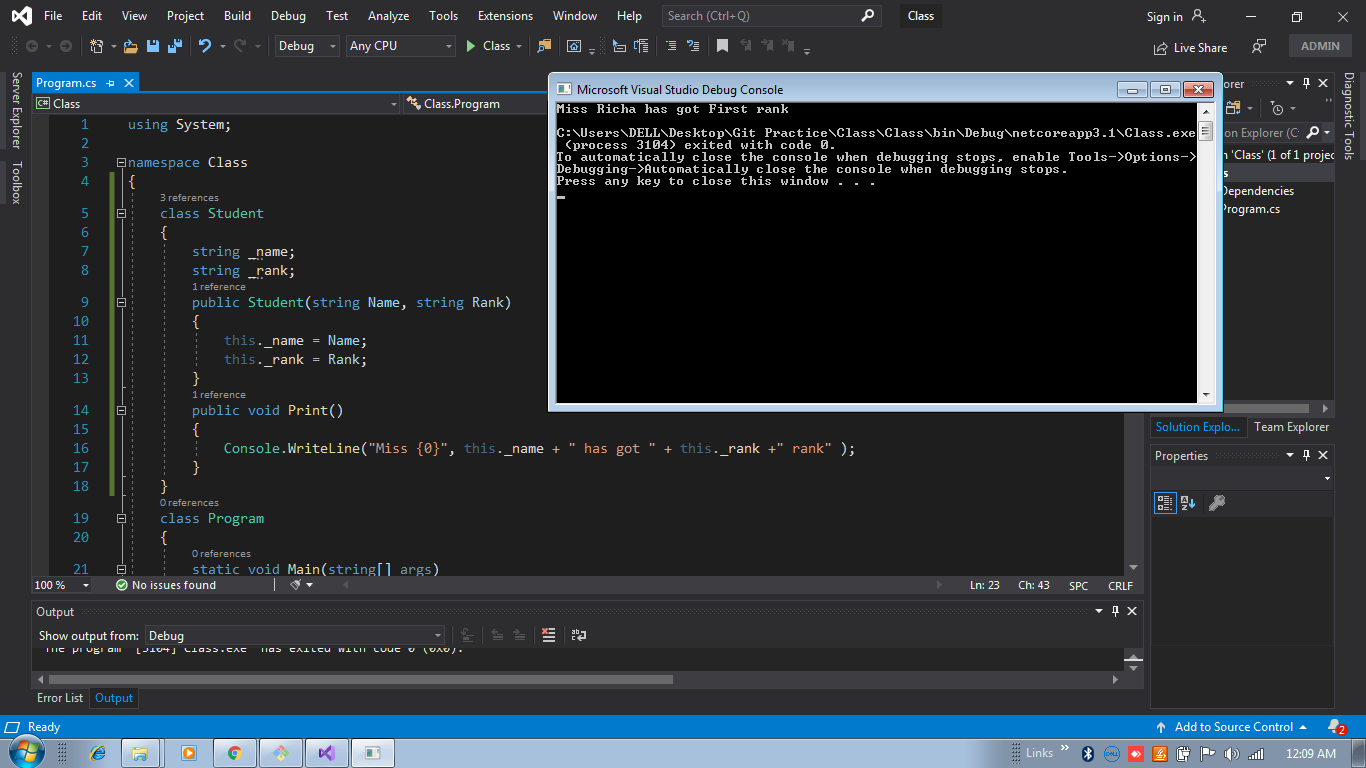 File Edit View Project Build Debug Test Analyze Tools Extensions Window Help Search (Ctrl+Q) Class Sign in
Debug Any CPU Class Live Share ADMIN
Server Explorer
Toolbox
Program.cs
C# Class Class.Program
1 using System;
2
3 namespace Class
4 {
3 references
5 class Student
6 {
7 string _name;
8 string _rank;
1 reference
9 public Student(string Name, string Rank)
10 {
11 this._name = Name;
12 this._rank = Rank;
13 }
1 reference
14 public void Print()
15 {
16 Console.WriteLine("Miss {0}", this._name + " has got " + this._rank +" rank" );
17 }
18 }
0 references
19 class Program
20 {
0 references
21 static void Main(string[] args)
100 % No issues found Ln: 23 Ch: 43 SPC CRLF
Microsoft Visual Studio Debug Console
Miss Richa has got First rank
C:\Users\DELL\Desktop\Git Practice\Class\Class\bin\Debug\netcoreapp3.1\Class.exe
(process 3104) exited with code 0.
To automatically close the console when debugging stops, enable Tools->Options->
Debugging->Automatically close the console when debugging stops.
Press any key to close this window . . .
orer
on Explorer (C
n 'Class' (1 of 1 projec
s
Dependencies
Program.cs
Diagnostic Tools
Solution Explo... Team Explorer
Properties
Output
Show output from: Debug
The program '[3104] Class.exe' has exited with code 0 (0x0).
Error List Output
Ready Add to Source Control 2
Links 12:09 AM